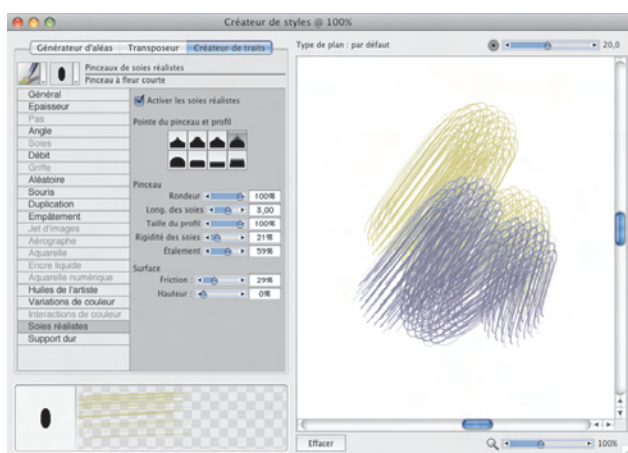 Créateur de styles @ 100%
Générateur d'aléas Transposeur Créateur de traits
Pinceaux de soies réalistes
Pinceau à fleur courte
Général
Epaisseur
Pas
Angle
Soies
Débit
Griffe
Aléatoire
Souris
Duplication
Empâtement
Jet d'images
Aérographe
Aquarelle
Encre liquide
Aquarelle numérique
Huiles de l'artiste
Variations de couleur
Interactions de couleur
Soies réalistes
Support dur
Activer les soies réalistes
Pointe du pinceau et profil
Pinceau
Rondeur 100%
Long. des soies 3,00
Taille du profil 100%
Rigidité des soies 21%
Étalement 59%
Surface
Friction : 29%
Hauteur : 0%
Type de plan : par défaut 20,0
Effacer 100%